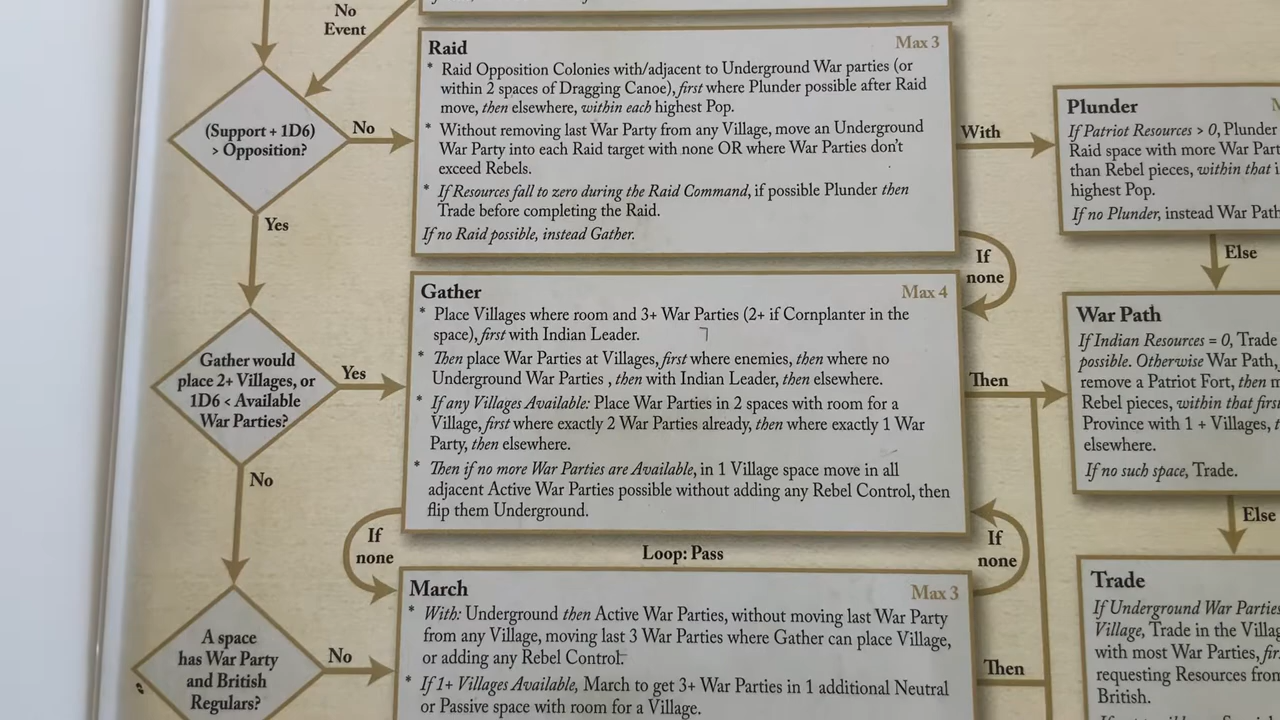 No
Event
Raid
Max 3
* Raid Opposition Colonies with/adjacent to Underground War parties (or
within 2 spaces of Dragging Canoe), first where Plunder possible after Raid
move, then elsewhere, within each highest Pop.
* Without removing last War Party from any Village, move an Underground
War Party into each Raid target with none OR where War Parties don't
exceed Rebels.
* If Resources fall to zero during the Raid Command, if possible Plunder then
Trade before completing the Raid.
If no Raid possible, instead Gather.
(Support + 1D6)
> Opposition?
No
Yes
With
Plunder
If Patriot Resources > 0, Plunder
Raid space with more War Part
than Rebel pieces, within that
highest Pop.
If no Plunder, instead War Path
Else
If
none
Gather
Max 4
* Place Villages where room and 3+ War Parties (2+ if Cornplanter in the
space), first with Indian Leader.
* Then place War Parties at Villages, first where enemies, then where no
Underground War Parties , then with Indian Leader, then elsewhere.
* If any Villages Available: Place War Parties in 2 spaces with room for a
Village, first where exactly 2 War Parties already, then where exactly 1 War
Party, then elsewhere.
* Then if no more War Parties are Available, in 1 Village space move in all
adjacent Active War Parties possible without adding any Rebel Control, then
flip them Underground.
Gather would
place 2+ Villages, or
1D6 < Available
War Parties?
Yes
No
Then
War Path
If Indian Resources = 0, Trade
possible. Otherwise War Path,
remove a Patriot Fort, then
Rebel pieces, within that first
Province with 1 + Villages,
elsewhere.
If no such space, Trade.
Else
If
none
Loop: Pass
If
none
March
Max 3
* With: Underground then Active War Parties, without moving last War Party
from any Village, moving last 3 War Parties where Gather can place Village,
or adding any Rebel Control.
* If 1+ Villages Available, March to get 3+ War Parties in 1 additional Neutral
or Passive space with room for a Village.
A space
has War Party
and British
Regulars?
No
Then
Trade
If Underground War Parties
Village, Trade in the Villag
with most War Parties,
requesting Resources from
British.